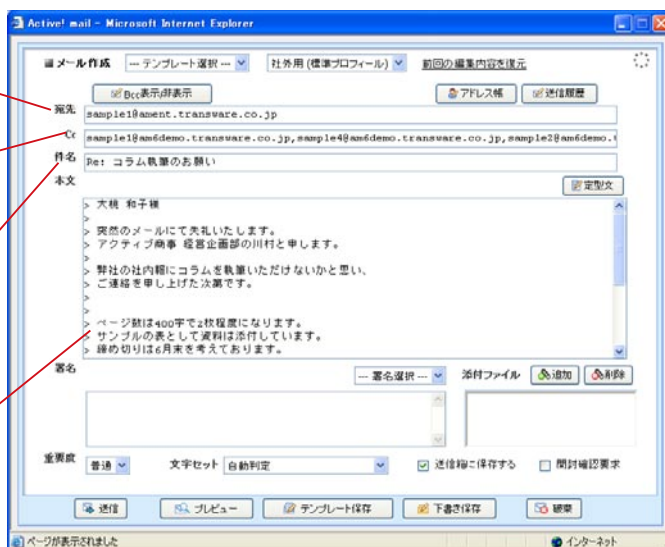 Active! mail - Microsoft Internet Explorer
メール作成 --- テンプレート選択 --- 社外用 (標準プロフィール) 前回の編集内容を復元
Bcc表示/非表示 アドレス帳 送信履歴
宛先 sample1@ament.transware.co.jp
Cc sample1@am6demo.transware.co.jp,sample4@am6demo.transware.co.jp,sample2@am6demo.
件名 Re: コラム執筆のお願い
本文 定型文
> 大桃 和子様
>
> 突然のメールにて失礼いたします。
> アクティブ商事 経営企画部の川村と申します。
>
> 弊社の社内報にコラムを執筆いただけないかと思い、
> ご連絡を申し上げた次第です。
>
>
> ページ数は400字で2枚程度になります。
> サンプルの表として資料は添付しています。
> 締め切りは6月末を考えております。
署名 --- 署名選択 --- 添付ファイル 追加 削除
重要度 普通 文字セット 自動判定 送信箱に保存する 開封確認要求
送信 プレビュー テンプレート保存 下書き保存 破棄
ページが表示されました インターネット